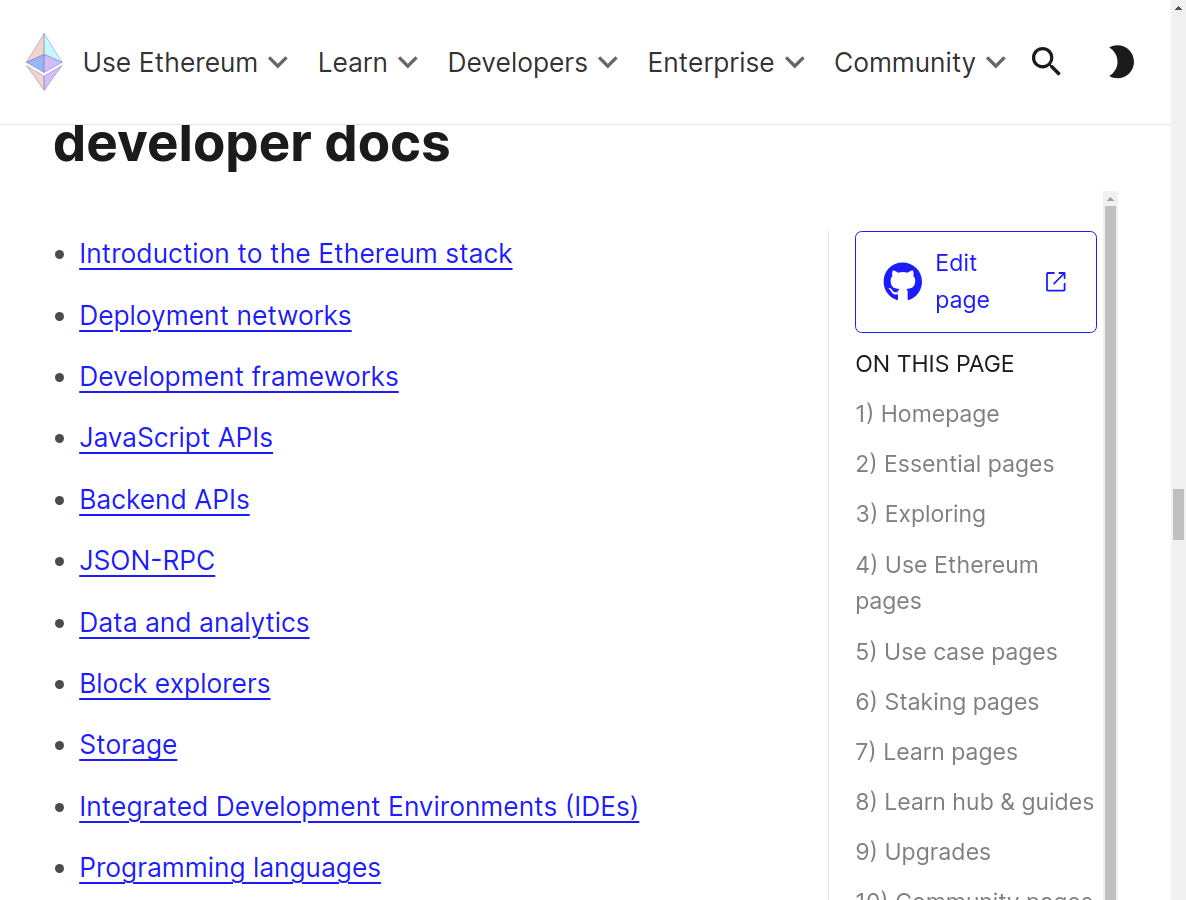 Use Ethereum
Learn
Developers
Enterprise
Community
developer docs
Introduction to the Ethereum stack
Deployment networks
Development frameworks
JavaScript APIs
Backend APIs
JSON-RPC
Data and analytics
Block explorers
Storage
Integrated Development Environments (IDEs)
Programming languages
Edit
page
ON THIS PAGE
1) Homepage
2) Essential pages
3) Exploring
4) Use Ethereum
pages
5) Use case pages
6) Staking pages
7) Learn pages
8) Learn hub & guides
9) Upgrades
10) Community pages